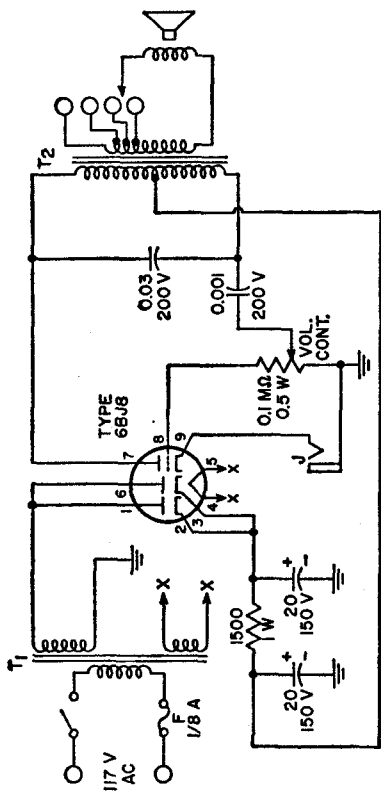 T1
117 V
AC
F
1/8 A
X
X
TYPE
6BJ8
1
6
7
8
9
2
3
4
5
X
X
20
150 V
+
-
1500
1 W
20
150 V
+
-
J
0.1 MΩ
0.5 W
VOL.
CONT.
0.03
200 V
0.001
200 V
T2